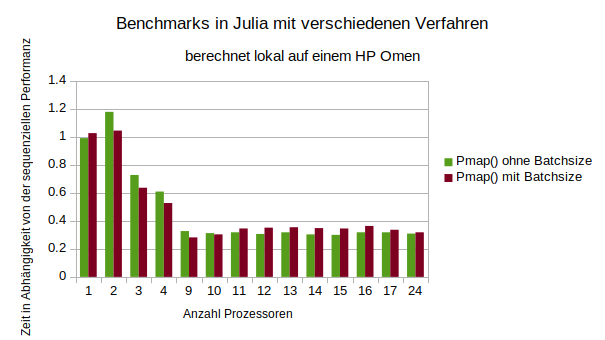 Benchmarks in Julia mit verschiedenen Verfahren
berechnet lokal auf einem HP Omen
Zeit in Abhängigkeit von der sequenziellen Performanz
1.4
1.2
1
0.8
0.6
0.4
0.2
0
1 2 3 4 9 10 11 12 13 14 15 16 17 24
Anzahl Prozessoren
Pmap() ohne Batchsize
Pmap() mit Batchsize